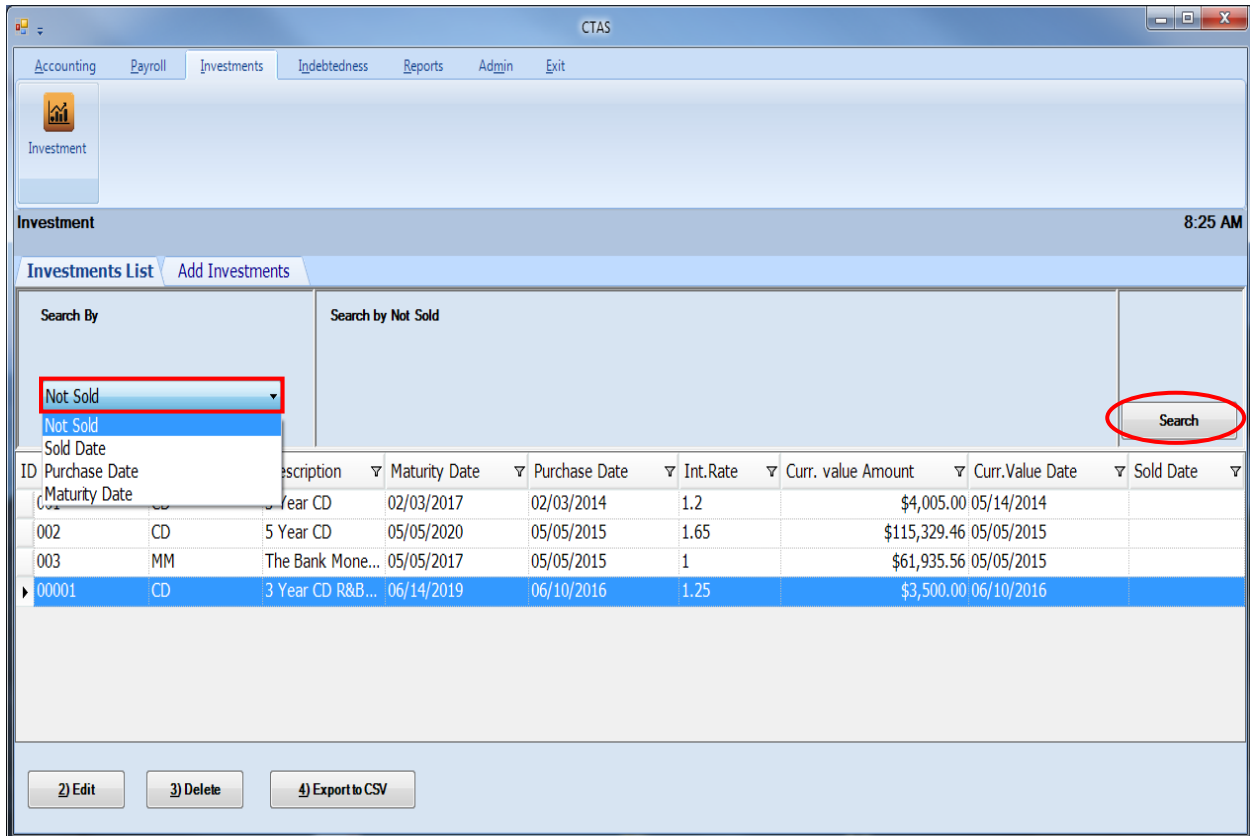 CTAS
Accounting Payroll Investments Indebtedness Reports Admin Exit
Investment
Investment 8:25 AM
Investments List Add Investments
Search By Search by Not Sold
Not Sold
Search
Not Sold
Sold Date
Purchase Date
Maturity Date
ID escription Maturity Date Purchase Date Int.Rate Curr. value Amount Curr.Value Date Sold Date
001 CD Year CD 02/03/2017 02/03/2014 1.2 $4,005.00 05/14/2014
002 CD 5 Year CD 05/05/2020 05/05/2015 1.65 $115,329.46 05/05/2015
003 MM The Bank Mone... 05/05/2017 05/05/2015 1 $61,935.56 05/05/2015
00001 CD 3 Year CD R&B... 06/14/2019 06/10/2016 1.25 $3,500.00 06/10/2016
2) Edit 3) Delete 4) Export to CSV